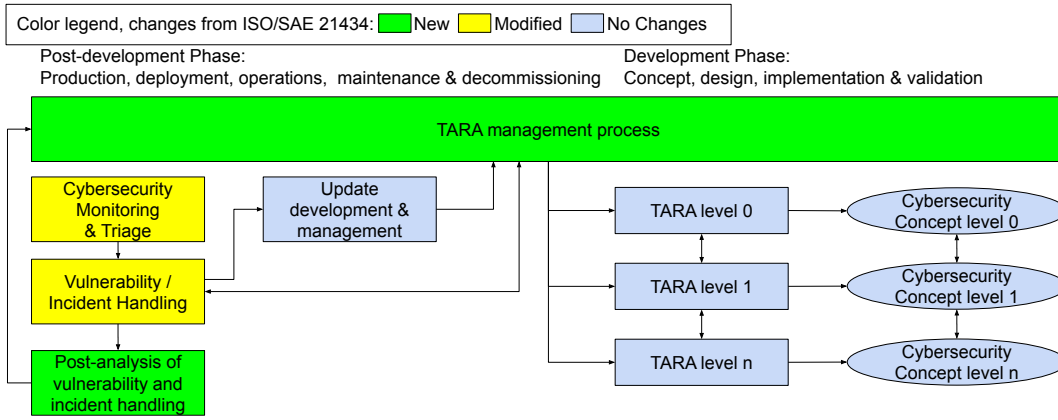 Color legend, changes from ISO/SAE 21434: New Modified No Changes
Post-development Phase:
Production, deployment, operations, maintenance & decommissioning
Development Phase:
Concept, design, implementation & validation
TARA management process
Cybersecurity
Monitoring
& Triage
Update
development &
management
Vulnerability /
Incident Handling
Post-analysis of
vulnerability and
incident handling
TARA level 0
Cybersecurity
Concept level 0
TARA level 1
Cybersecurity
Concept level 1
TARA level n
Cybersecurity
Concept level n